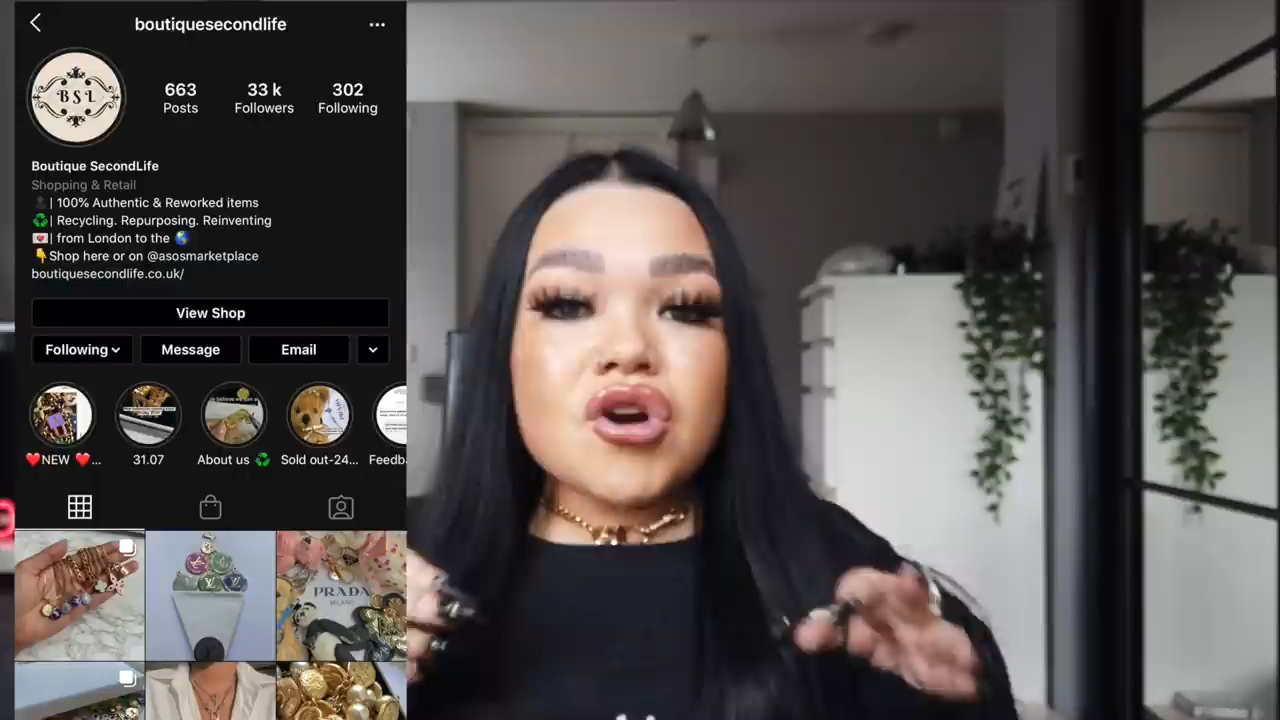 boutiquesecondlife
663
33 k
302
Posts
Followers
Following
B S L
Boutique SecondLife
Shopping & Retail
| 100% Authentic & Reworked items
♻️| Recycling. Repurposing. Reinventing
💌| from London to the 🌎
👇Shop here or on @asosmarketplace
boutiquesecondlife.co.uk/
View Shop
Following
Message
Email
❤️NEW ❤️...
31.07
About us ♻️
Sold out-24...
Feedba
PRADA
MILANO